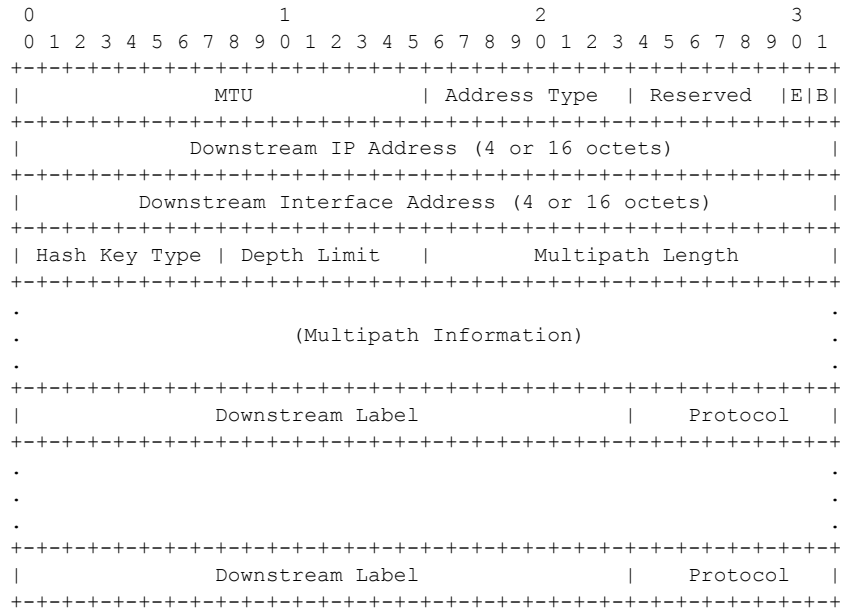 0                   1                   2                   3
 0 1 2 3 4 5 6 7 8 9 0 1 2 3 4 5 6 7 8 9 0 1 2 3 4 5 6 7 8 9 0 1
+-+-+-+-+-+-+-+-+-+-+-+-+-+-+-+-+-+-+-+-+-+-+-+-+-+-+-+-+-+-+-+-+
|               MTU             | Address Type  | Reserved  |E|B|
+-+-+-+-+-+-+-+-+-+-+-+-+-+-+-+-+-+-+-+-+-+-+-+-+-+-+-+-+-+-+-+-+
|             Downstream IP Address (4 or 16 octets)            |
+-+-+-+-+-+-+-+-+-+-+-+-+-+-+-+-+-+-+-+-+-+-+-+-+-+-+-+-+-+-+-+-+
|         Downstream Interface Address (4 or 16 octets)         |
+-+-+-+-+-+-+-+-+-+-+-+-+-+-+-+-+-+-+-+-+-+-+-+-+-+-+-+-+-+-+-+-+
| Hash Key Type | Depth Limit   |        Multipath Length       |
+-+-+-+-+-+-+-+-+-+-+-+-+-+-+-+-+-+-+-+-+-+-+-+-+-+-+-+-+-+-+-+-+
.                                                               .
.                     (Multipath Information)                   .
.                                                               .
+-+-+-+-+-+-+-+-+-+-+-+-+-+-+-+-+-+-+-+-+-+-+-+-+-+-+-+-+-+-+-+-+
|               Downstream Label                |    Protocol   |
+-+-+-+-+-+-+-+-+-+-+-+-+-+-+-+-+-+-+-+-+-+-+-+-+-+-+-+-+-+-+-+-+
.                                                               .
.                                                               .
.                                                               .
+-+-+-+-+-+-+-+-+-+-+-+-+-+-+-+-+-+-+-+-+-+-+-+-+-+-+-+-+-+-+-+-+
|               Downstream Label                |    Protocol   |
+-+-+-+-+-+-+-+-+-+-+-+-+-+-+-+-+-+-+-+-+-+-+-+-+-+-+-+-+-+-+-+-+